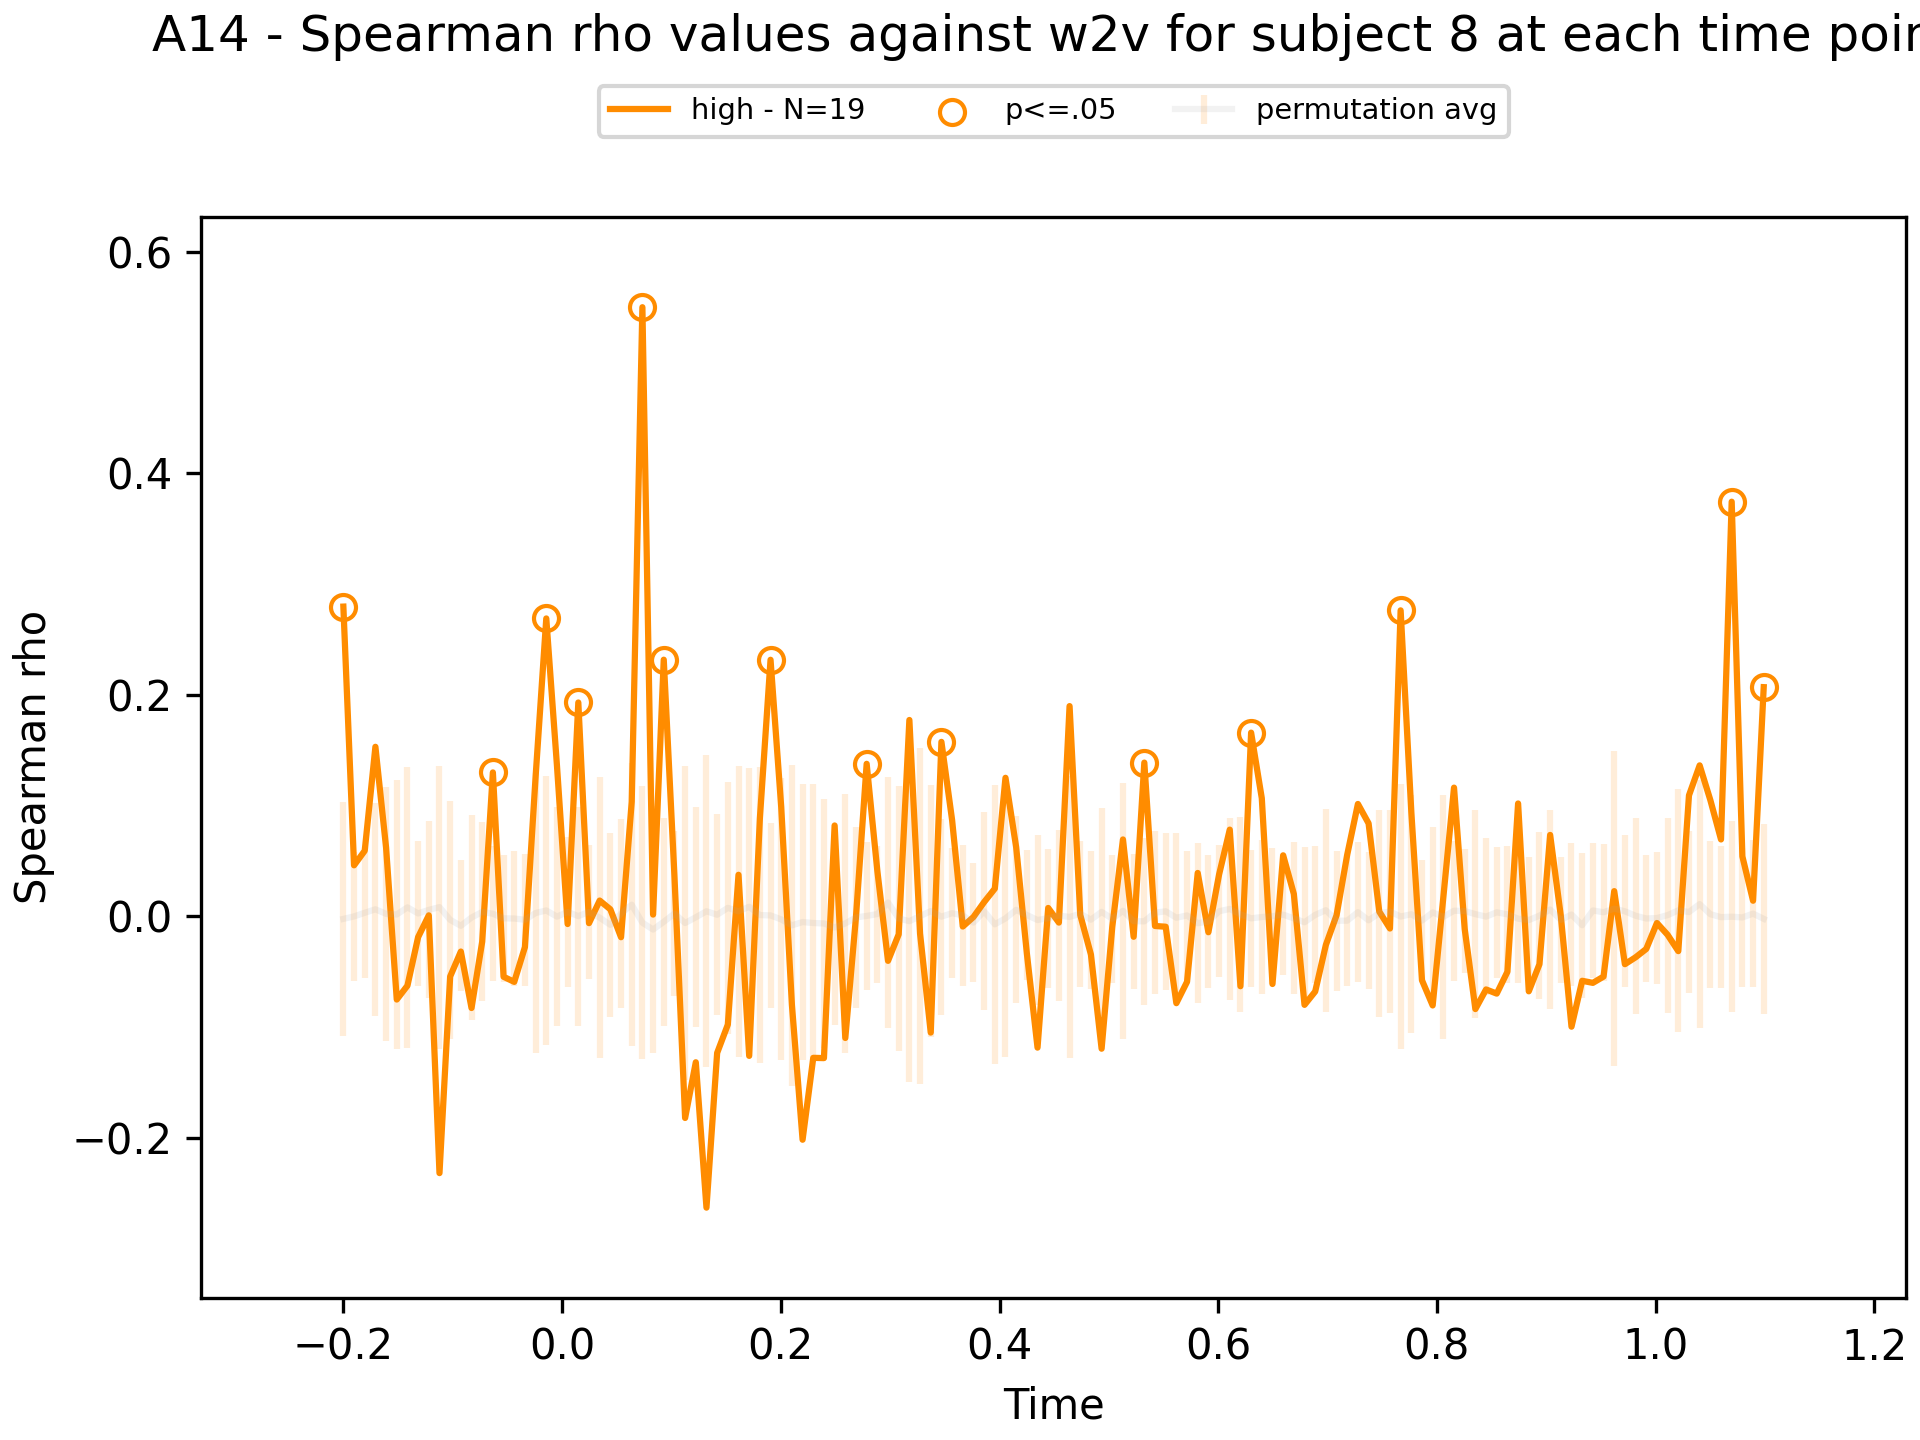 A14 - Spearman rho values against w2v for subject 8 at each time poin
high - N=19 p<=.05 permutation avg
0.6
0.4
0.2
0.0
−0.2
Spearman rho
−0.2 0.0 0.2 0.4 0.6 0.8 1.0 1.2
Time